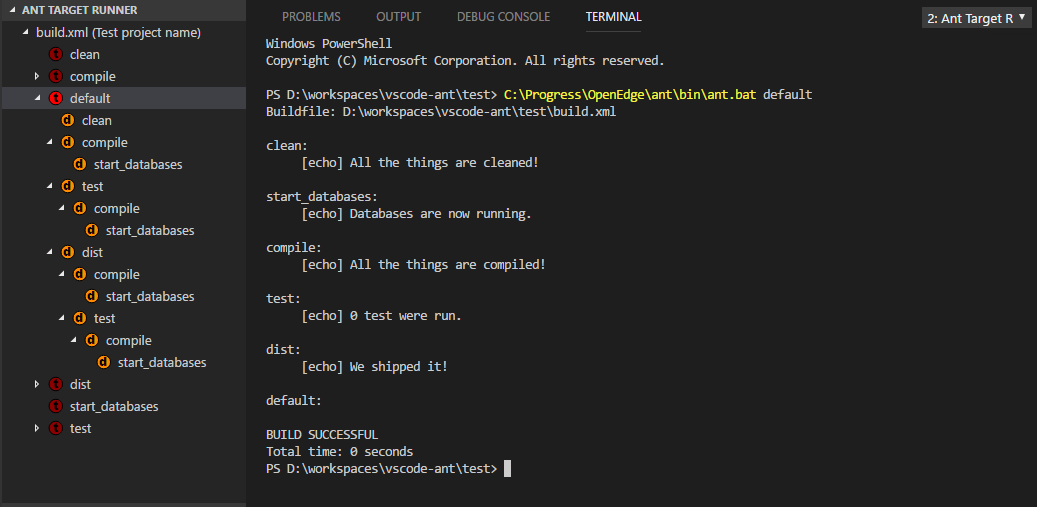 ANT TARGET RUNNER
build.xml (Test project name)
t clean
t compile
t default
d clean
d compile
d start_databases
d test
d compile
d start_databases
d dist
d compile
d start_databases
d test
d compile
d start_databases
t dist
t start_databases
t test
PROBLEMS OUTPUT DEBUG CONSOLE TERMINAL 2: Ant Target R
Windows PowerShell
Copyright (C) Microsoft Corporation. All rights reserved.
PS D:\workspaces\vscode-ant\test> C:\Progress\OpenEdge\ant\bin\ant.bat default
Buildfile: D:\workspaces\vscode-ant\test\build.xml
clean:
[echo] All the things are cleaned!
start_databases:
[echo] Databases are now running.
compile:
[echo] All the things are compiled!
test:
[echo] 0 test were run.
dist:
[echo] We shipped it!
default:
BUILD SUCCESSFUL
Total time: 0 seconds
PS D:\workspaces\vscode-ant\test>